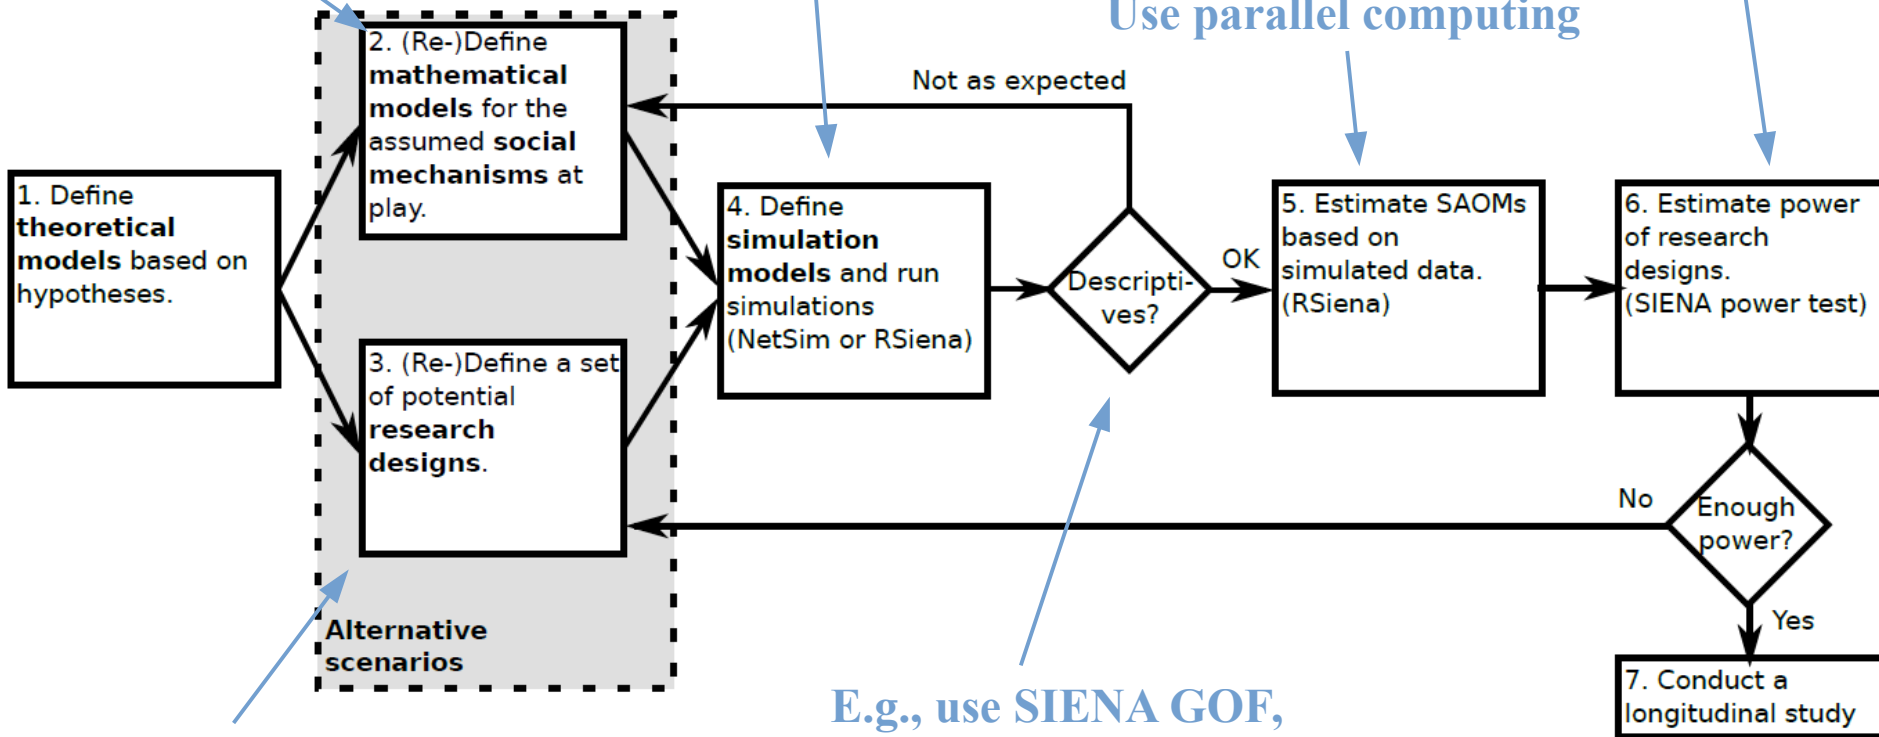 Use parallel computing
2. (Re-)Define
mathematical
models for the
assumed social
mechanisms at
play.
Not as expected
1. Define
theoretical
models based on
hypotheses.
4. Define
simulation
models and run
simulations
(NetSim or RSiena)
Descripti-
ves?
OK
5. Estimate SAOMs
based on
simulated data.
(RSiena)
6. Estimate power
of research
designs.
(SIENA power test)
3. (Re-)Define a set
of potential
research
designs.
No
Enough
power?
Yes
Alternative
scenarios
E.g., use SIENA GOF,
7. Conduct a
longitudinal study